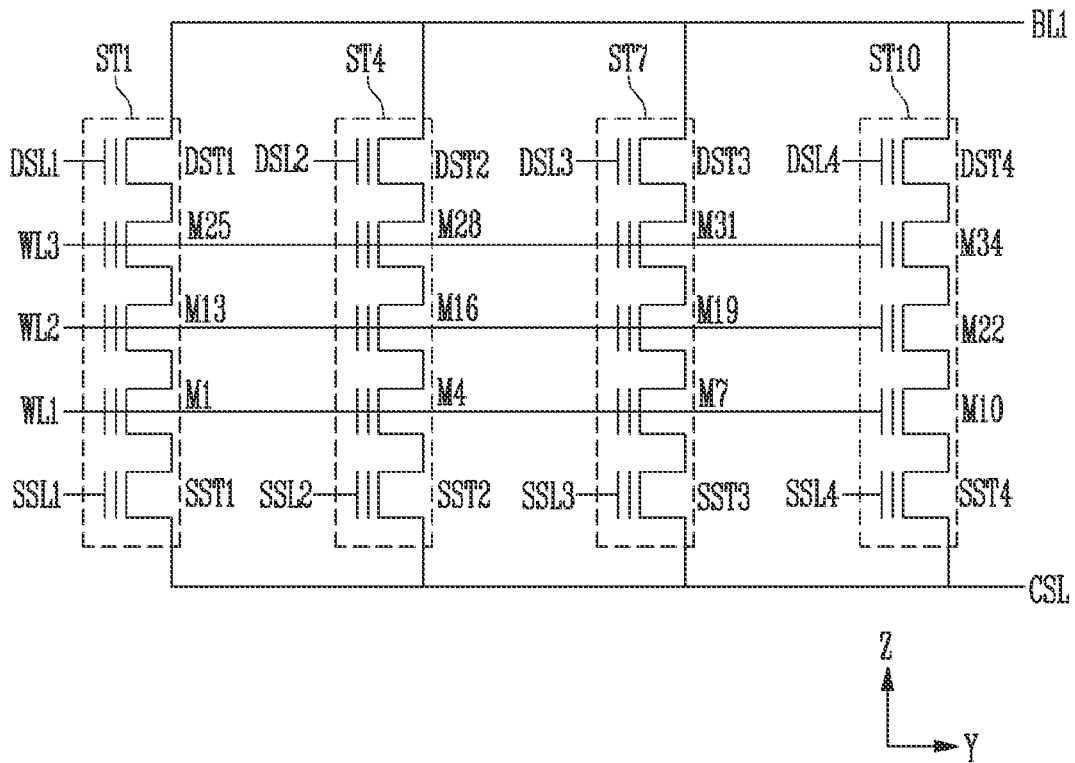 BL1
ST1 ST4 ST7 ST10
DSL1 DST1 DSL2 DST2 DSL3 DST3 DSL4 DST4
WL3 M25 M28 M31 M34
WL2 M13 M16 M19 M22
WL1 M1 M4 M7 M10
SSL1 SST1 SSL2 SST2 SSL3 SST3 SSL4 SST4
CSL
Z
Y